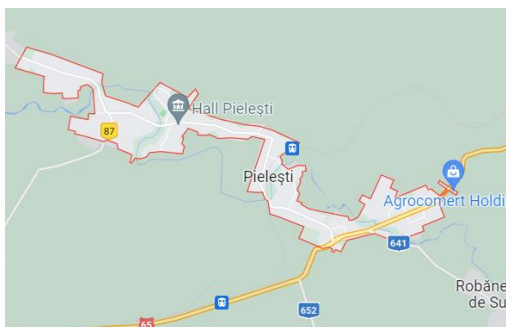 Hall Pielești
87
Pielești
Agrocomert Holdi
641
Robăne
de Su
652
65